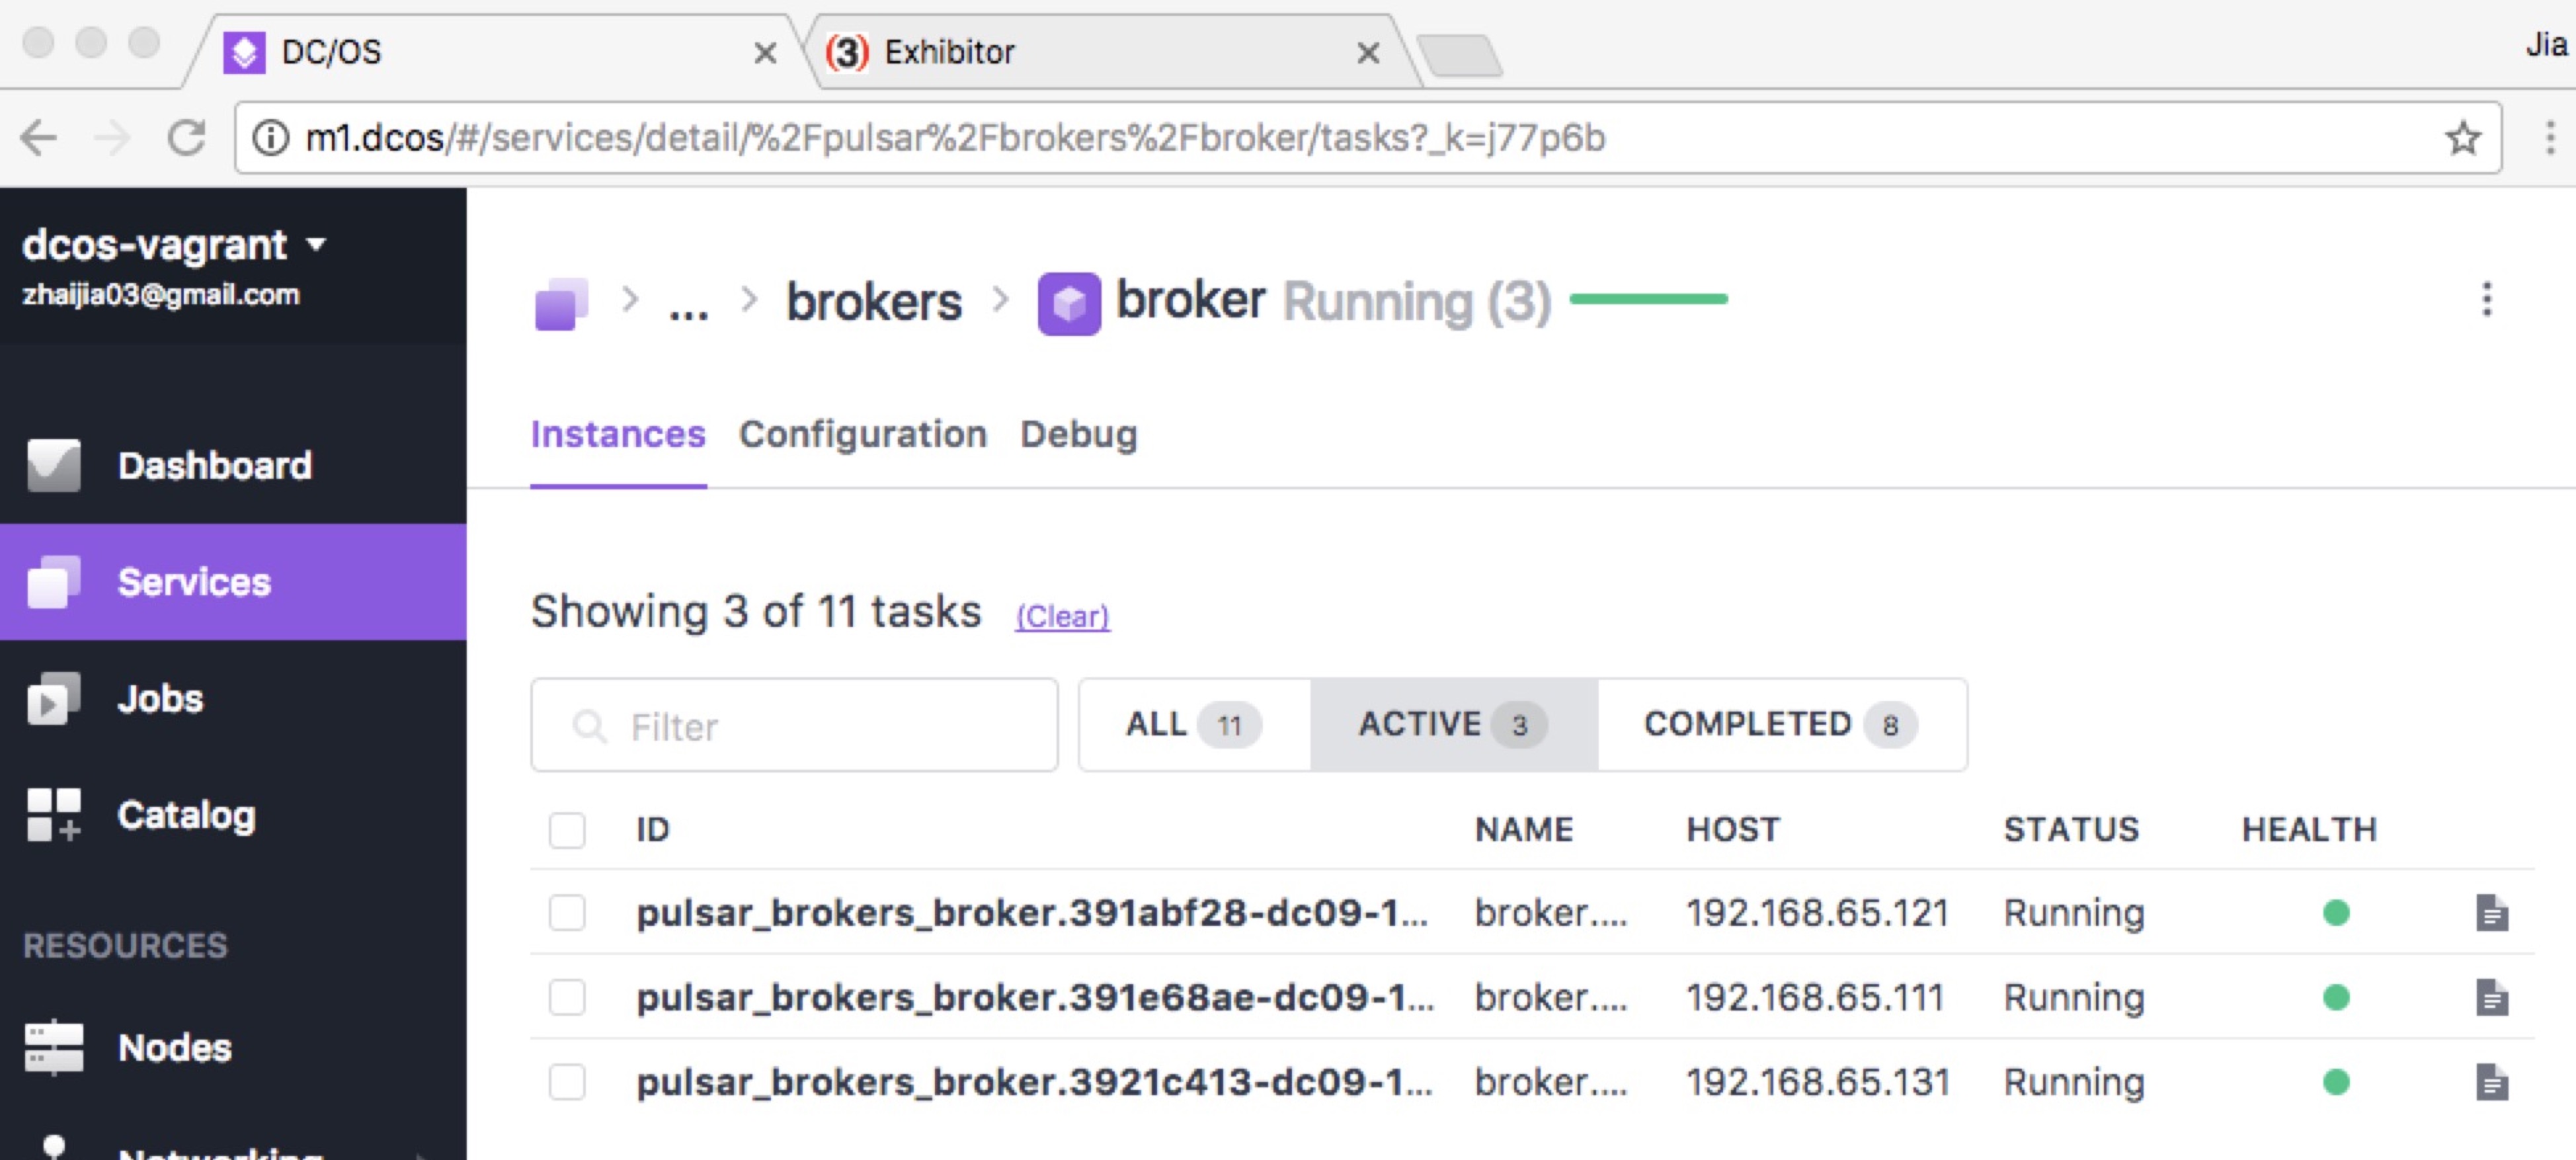 DC/OS
(3) Exhibitor
Jia
m1.dcos/#/services/detail/%2Fpulsar%2Fbrokers%2Fbroker/tasks?_k=j77p6b
dcos-vagrant
zhaijia03@gmail.com
Dashboard
Services
Jobs
Catalog
RESOURCES
Nodes
Networking
... brokers broker Running (3)
Instances Configuration Debug
Showing 3 of 11 tasks (Clear)
Filter ALL 11 ACTIVE 3 COMPLETED 8
ID NAME HOST STATUS HEALTH
pulsar_brokers_broker.391abf28-dc09-1... broker.... 192.168.65.121 Running
pulsar_brokers_broker.391e68ae-dc09-1... broker.... 192.168.65.111 Running
pulsar_brokers_broker.3921c413-dc09-1... broker.... 192.168.65.131 Running